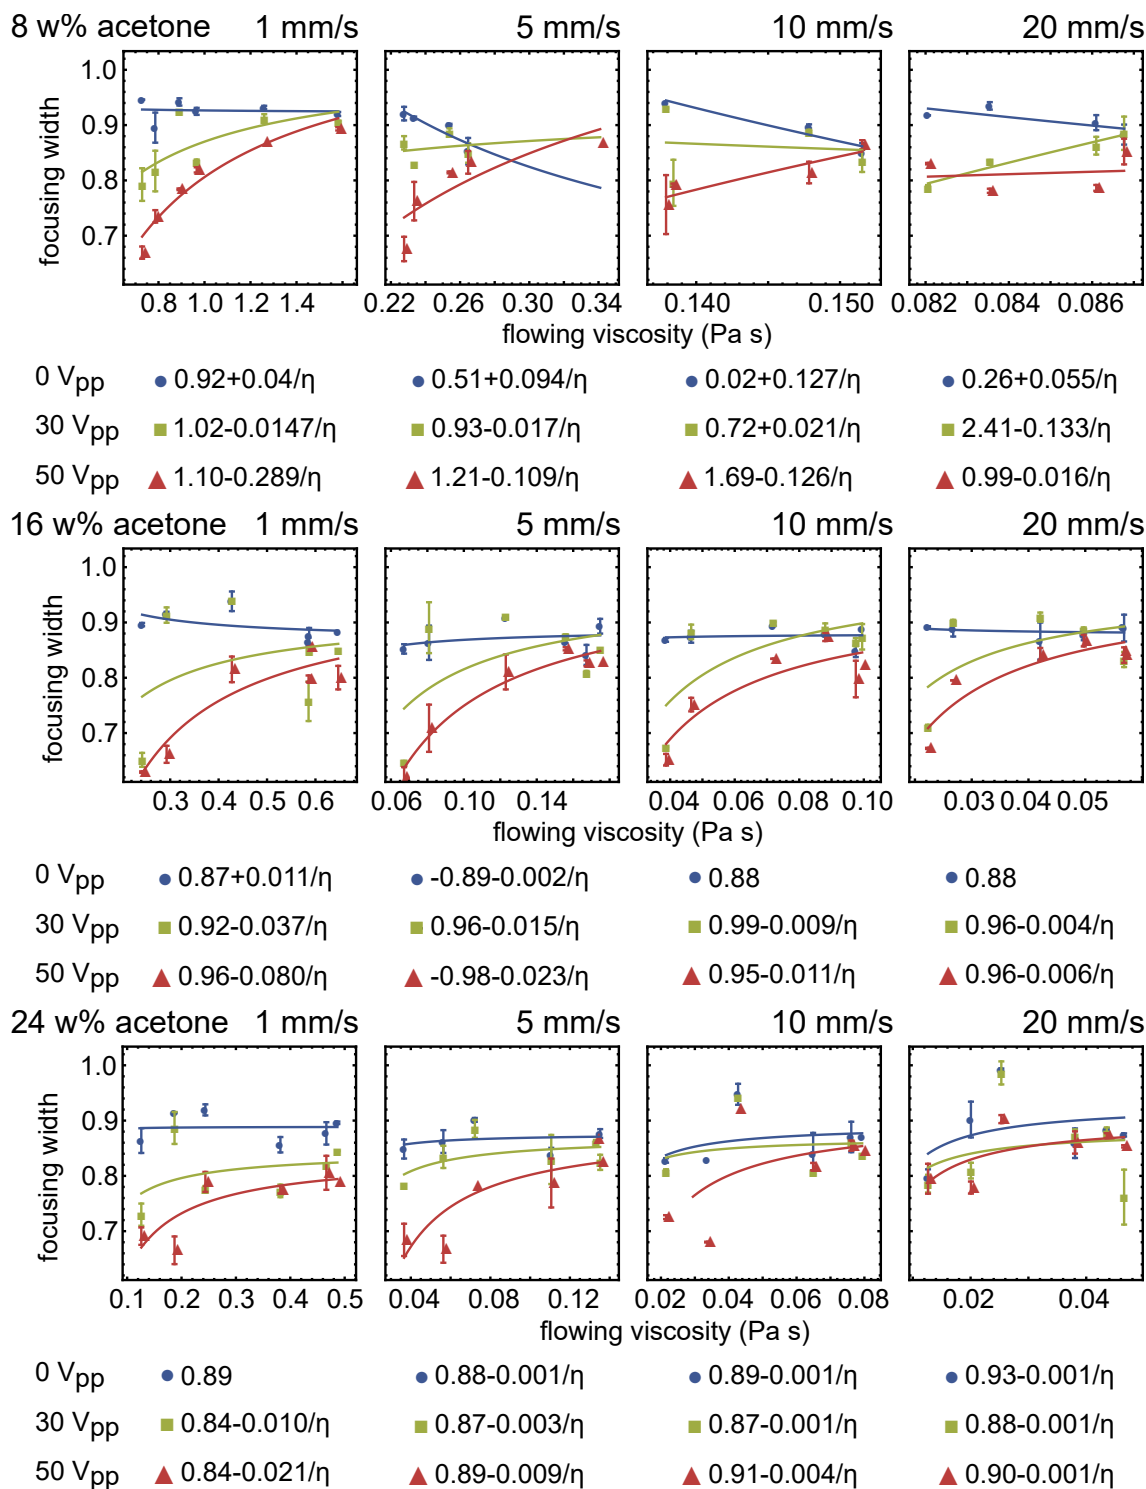 8 w% acetone 1 mm/s 5 mm/s 10 mm/s 20 mm/s
focusing width
1.0
0.9
0.8
0.7
0.8 1.0 1.2 1.4 0.22 0.26 0.30 0.34 0.140 0.150 0.082 0.084 0.086
flowing viscosity (Pa s)
0 Vpp 0.92+0.04/η 0.51+0.094/η 0.02+0.127/η 0.26+0.055/η
30 Vpp 1.02-0.0147/η 0.93-0.017/η 0.72+0.021/η 2.41-0.133/η
50 Vpp 1.10-0.289/η 1.21-0.109/η 1.69-0.126/η 0.99-0.016/η
16 w% acetone 1 mm/s 5 mm/s 10 mm/s 20 mm/s
focusing width
1.0
0.9
0.8
0.7
0.3 0.4 0.5 0.6 0.06 0.10 0.14 0.04 0.06 0.08 0.10 0.03 0.04 0.05
flowing viscosity (Pa s)
0 Vpp 0.87+0.011/η -0.89-0.002/η 0.88 0.88
30 Vpp 0.92-0.037/η 0.96-0.015/η 0.99-0.009/η 0.96-0.004/η
50 Vpp 0.96-0.080/η -0.98-0.023/η 0.95-0.011/η 0.96-0.006/η
24 w% acetone 1 mm/s 5 mm/s 10 mm/s 20 mm/s
focusing width
1.0
0.9
0.8
0.7
0.1 0.2 0.3 0.4 0.5 0.04 0.08 0.12 0.02 0.04 0.06 0.08 0.02 0.04
flowing viscosity (Pa s)
0 Vpp 0.89 0.88-0.001/η 0.89-0.001/η 0.93-0.001/η
30 Vpp 0.84-0.010/η 0.87-0.003/η 0.87-0.001/η 0.88-0.001/η
50 Vpp 0.84-0.021/η 0.89-0.009/η 0.91-0.004/η 0.90-0.001/η